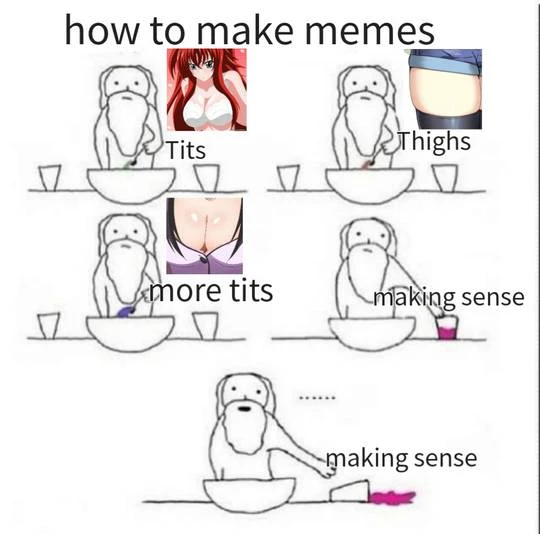 how to make memes
Tits
Thighs
more tits
making sense
......
making sense